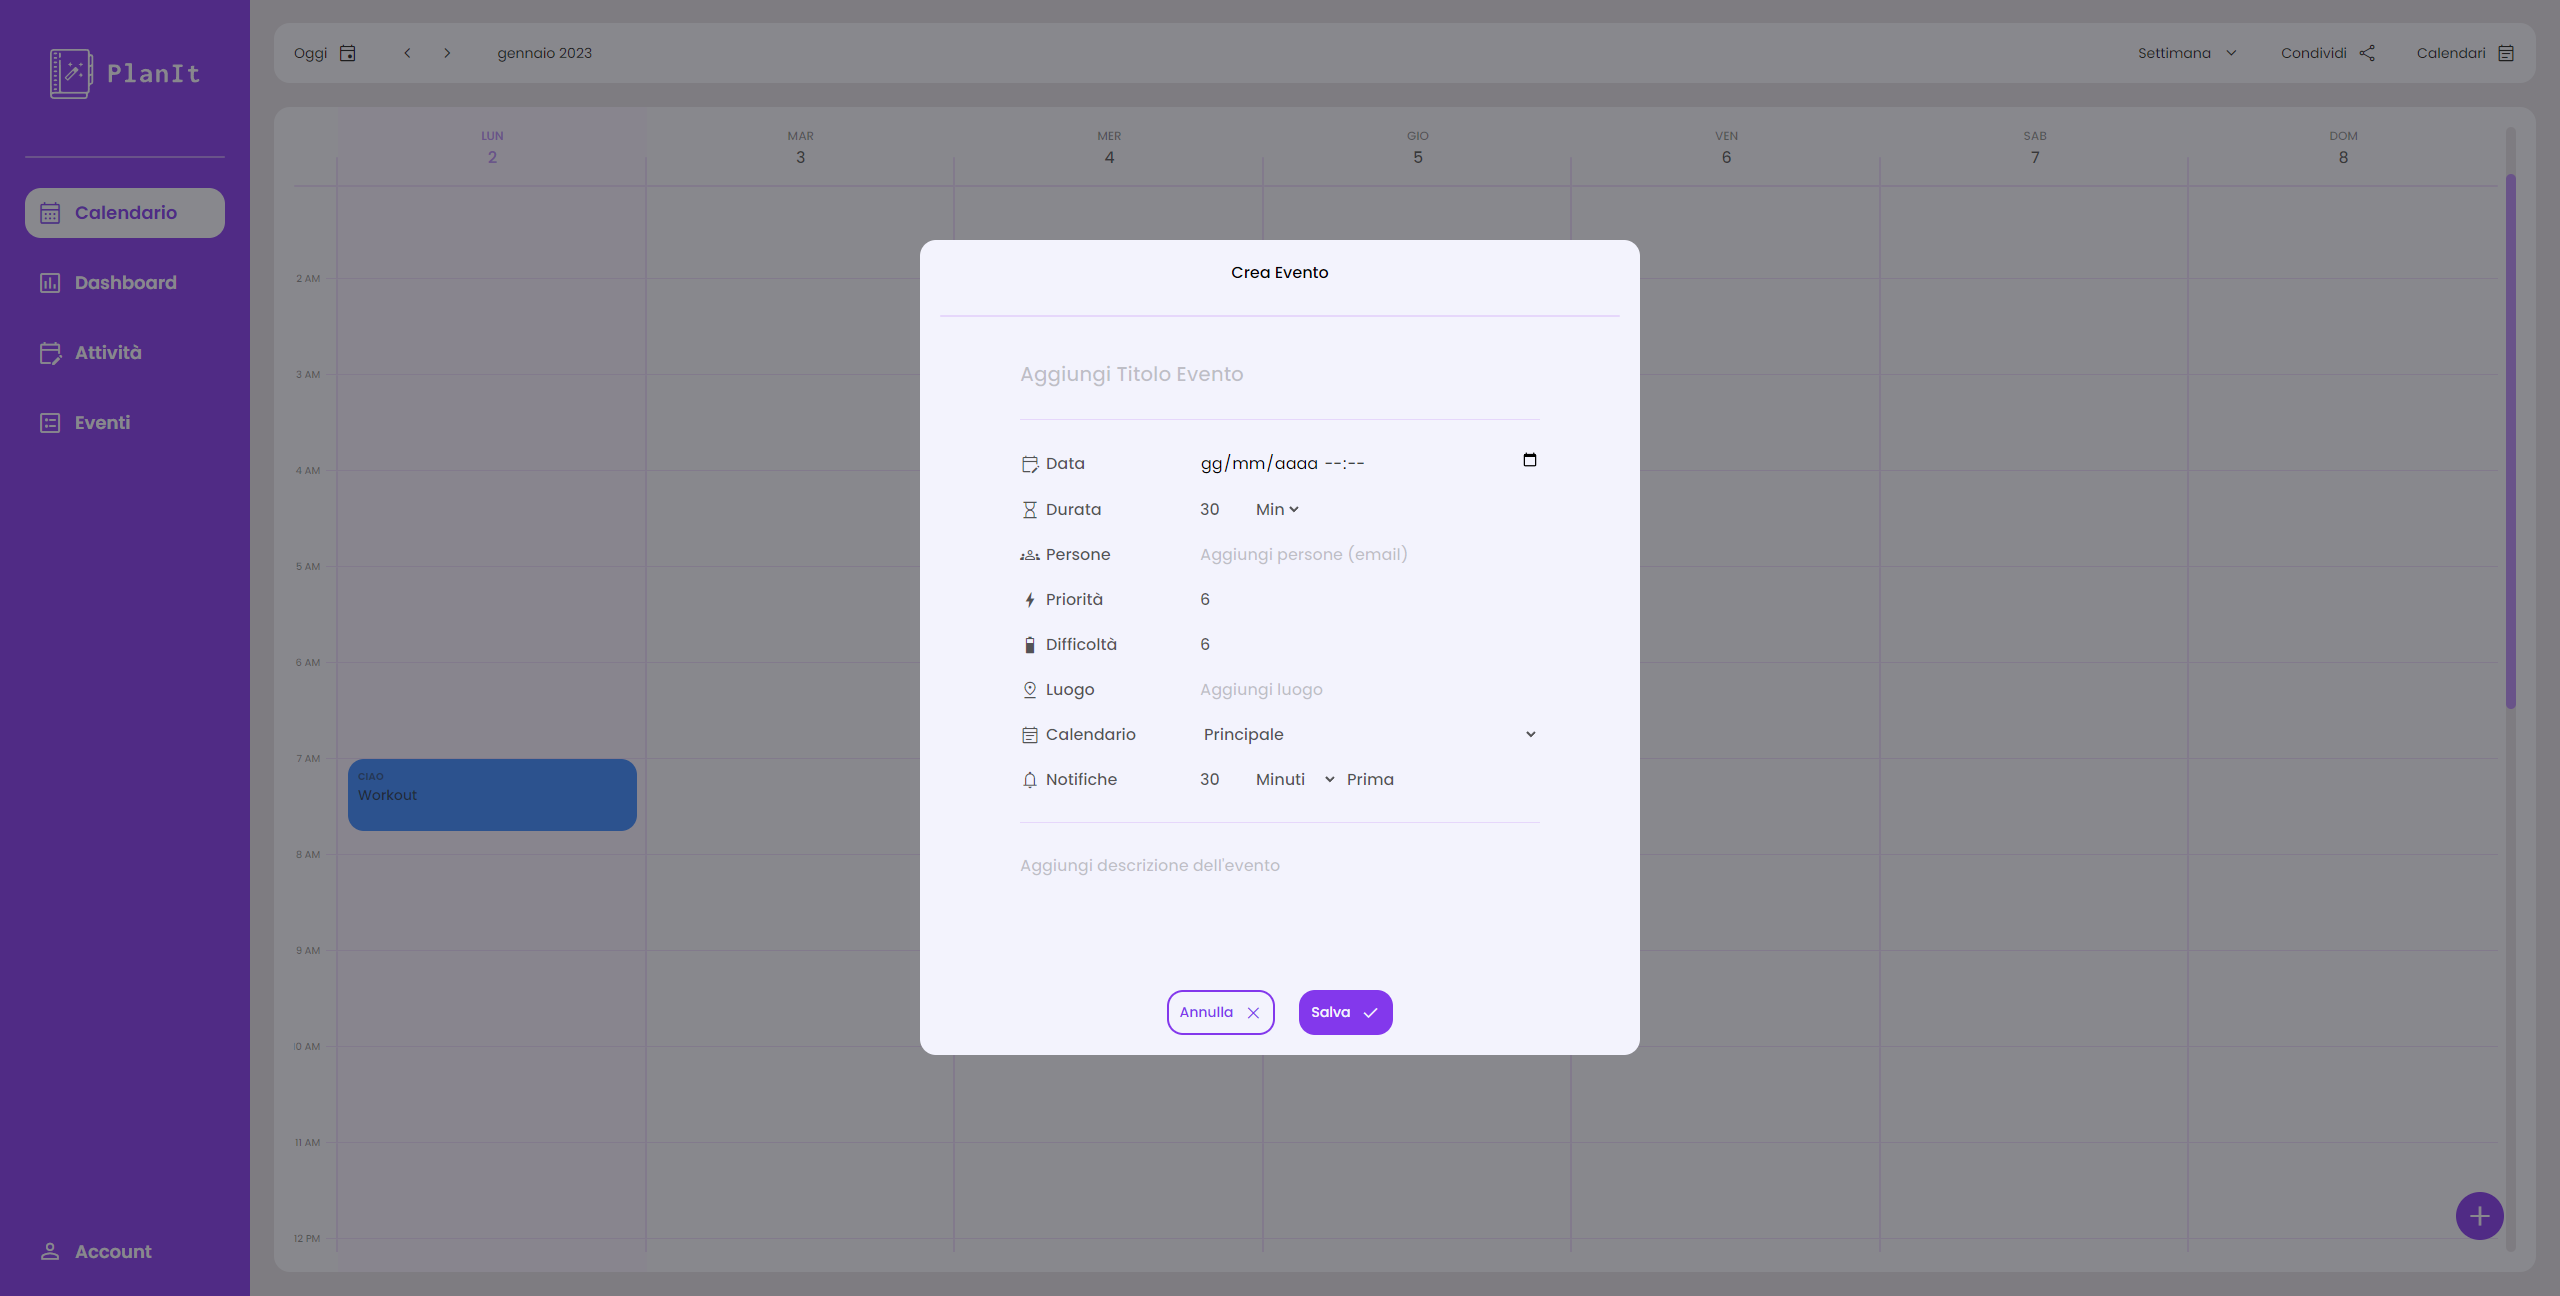 PlanIt
Calendario
Dashboard
Attività
Eventi
Account
Oggi
gennaio 2023
Settimana
Condividi
Calendari
LUN MAR MER GIO VEN SAB DOM
2 3 4 5 6 7 8
2 AM
3 AM
4 AM
5 AM
6 AM
7 AM
8 AM
9 AM
10 AM
11 AM
12 PM
CIAO
Workout
Crea Evento
Aggiungi Titolo Evento
Data gg/mm/aaaa --:--
Durata 30 Min
Persone Aggiungi persone (email)
Priorità 6
Difficoltà 6
Luogo Aggiungi luogo
Calendario Principale
Notifiche 30 Minuti Prima
Aggiungi descrizione dell'evento
Annulla
Salva